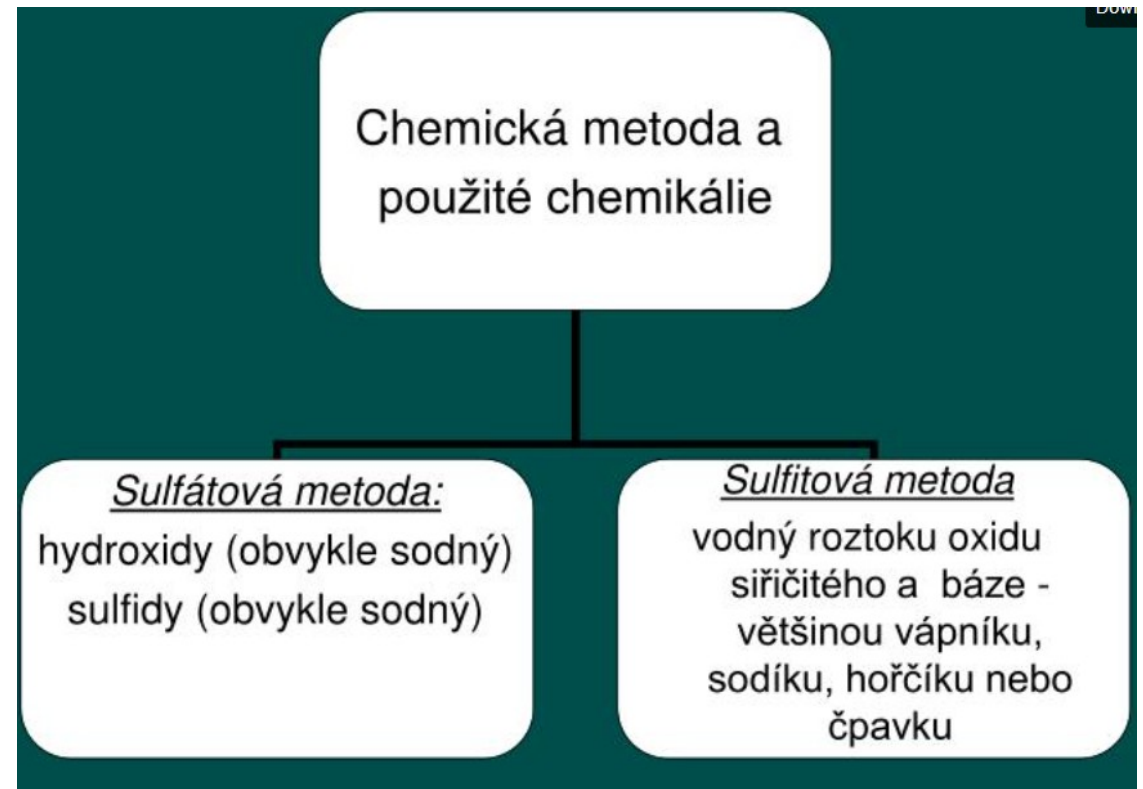 Chemická metoda a
použité chemikálie
Sulfátová metoda:
hydroxidy (obvykle sodný)
sulfidy (obvykle sodný)
Sulfitová metoda
vodný roztoku oxidu
siřičitého a báze -
většinou vápníku,
sodíku, hořčíku nebo
čpavku